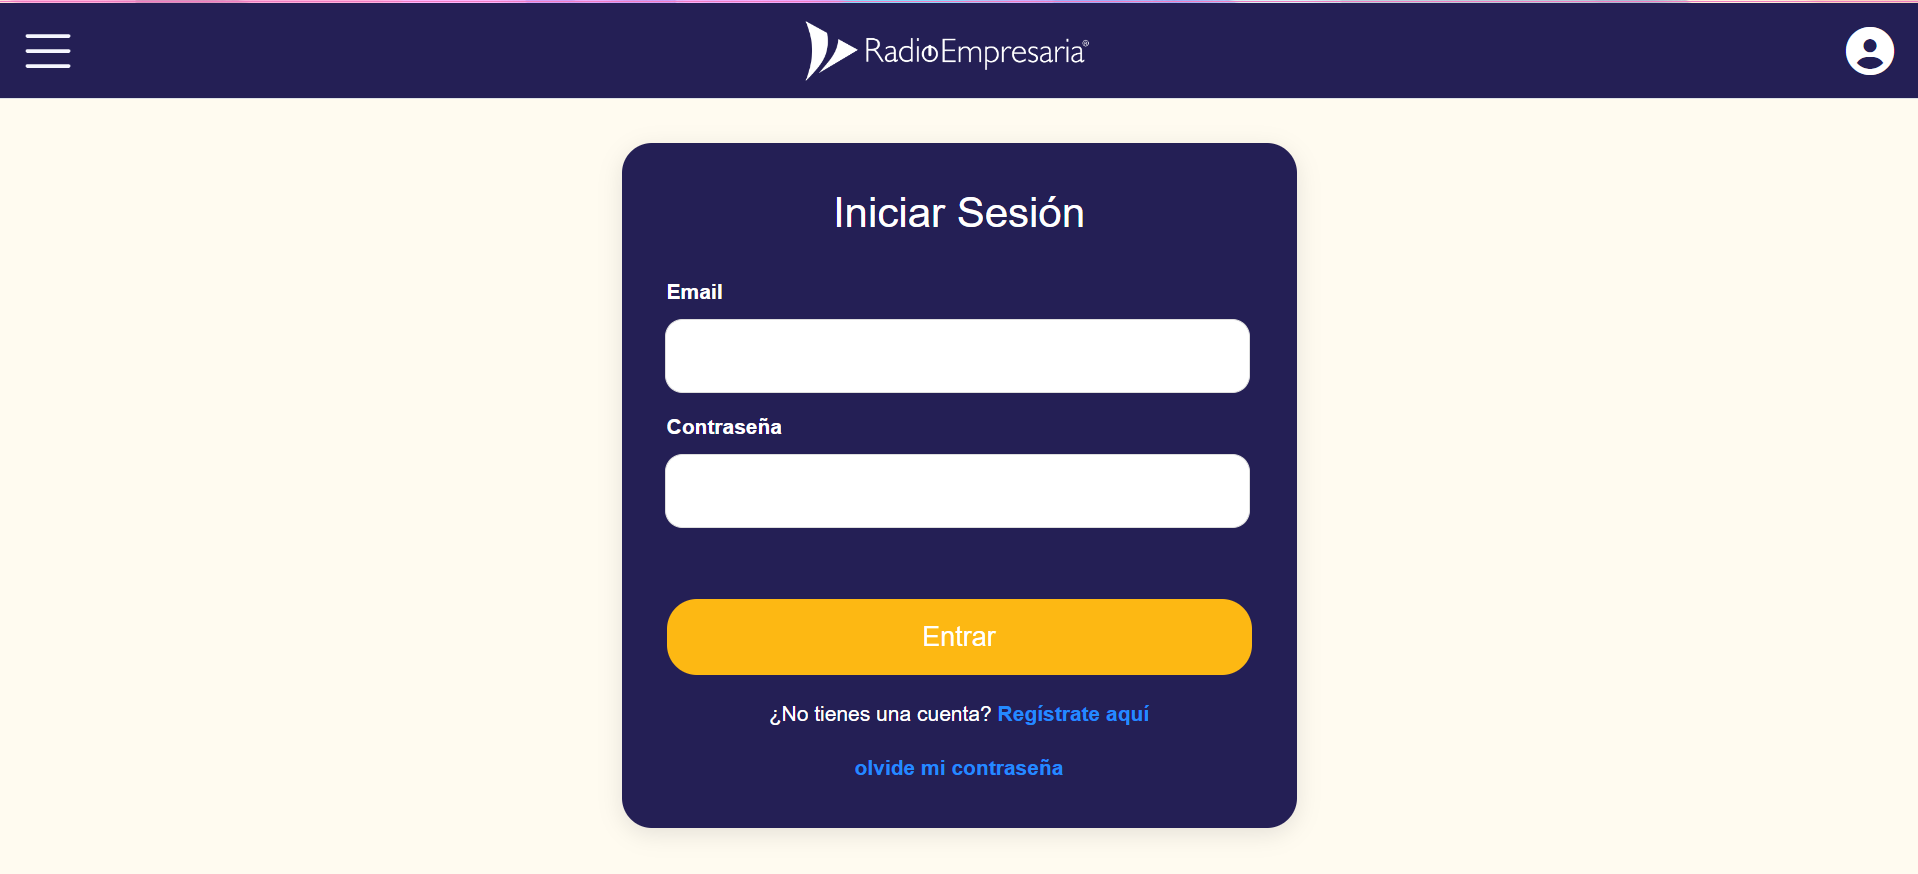 RadioEmpresaria®
Iniciar Sesión
Email
Contraseña
Entrar
¿No tienes una cuenta? Regístrate aquí
olvide mi contraseña